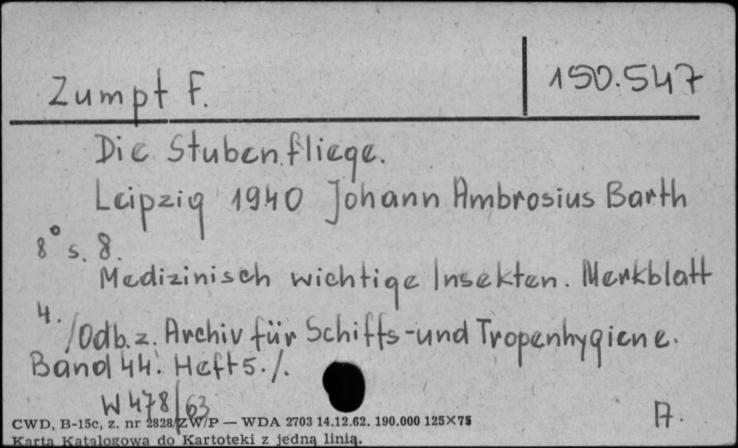 Zumpt F.
150.547
Die Stubenfliege.
Leipzig 1940 Johann Ambrosius Barth
8° s. 8.
Medizinisch wichtige Insekten. Merkblatt
4.
/Odb. z. Archiv für Schiffs-und Tropenhygiene.
Band 44. Heft 5./.
W 478/63
A.
CWD, B-15c, z. nr 2828/ZW/P — WDA 2703 14.12.62. 190.000 125×75
Karta Katalogowa do Kartoteki z jedną linią.